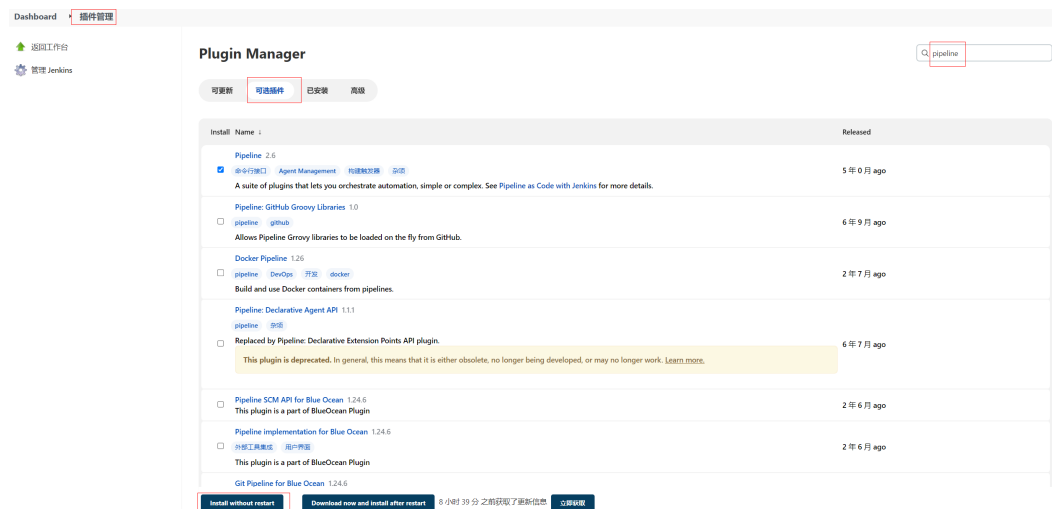 Dashboard 插件管理
返回工作台
管理 Jenkins
Plugin Manager
pipeline
可更新 可选插件 已安装 高级
Install Name ↓ Released
Pipeline 2.6
命令行接口 Agent Management 构建触发器 杂项
A suite of plugins that lets you orchestrate automation, simple or complex. See Pipeline as Code with Jenkins for more details.
5 年 0 月 ago
Pipeline: GitHub Groovy Libraries 1.0
pipeline github
Allows Pipeline Grrovy libraries to be loaded on the fly from GitHub.
6 年 9 月 ago
Docker Pipeline 1.26
pipeline DevOps 开发 docker
Build and use Docker containers from pipelines.
2 年 7 月 ago
Pipeline: Declarative Agent API 1.1.1
pipeline 杂项
Replaced by Pipeline: Declarative Extension Points API plugin.
This plugin is deprecated. In general, this means that it is either obsolete, no longer being developed, or may no longer work. Learn more.
6 年 7 月 ago
Pipeline SCM API for Blue Ocean 1.24.6
This plugin is a part of BlueOcean Plugin
2 年 6 月 ago
Pipeline implementation for Blue Ocean 1.24.6
外部工具集成 用户界面
This plugin is a part of BlueOcean Plugin
2 年 6 月 ago
Git Pipeline for Blue Ocean 1.24.6
Install without restart Download now and install after restart 8 小时 39 分 之前获取了更新信息 立即获取